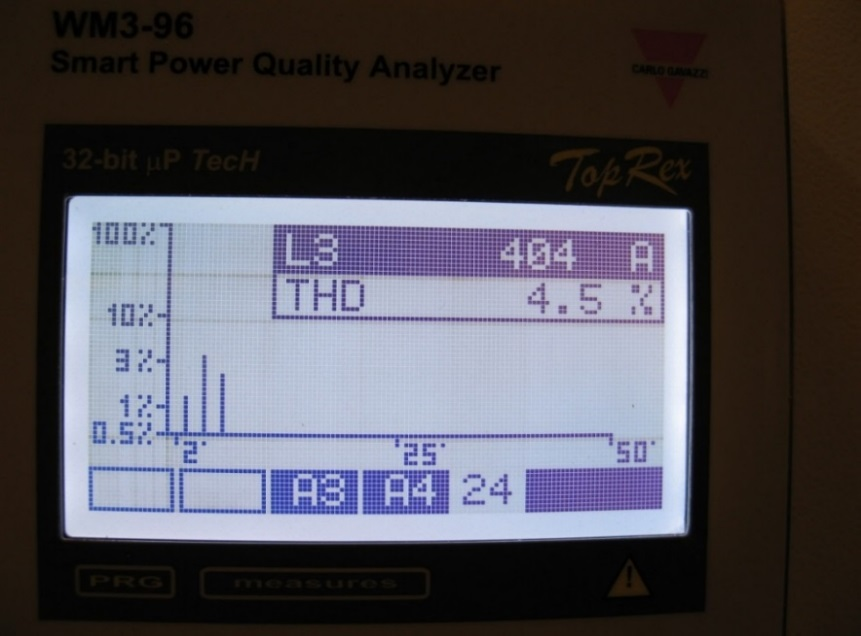 WM3-96
Smart Power Quality Analyzer
CARLO GAVAZZI
32-bit µP TecH
TopRex
100%
L3 404 A
THD 4.5 %
10%
3%
1%
0.5%
2' 25' 50'
A3 A4 24
PRG measures